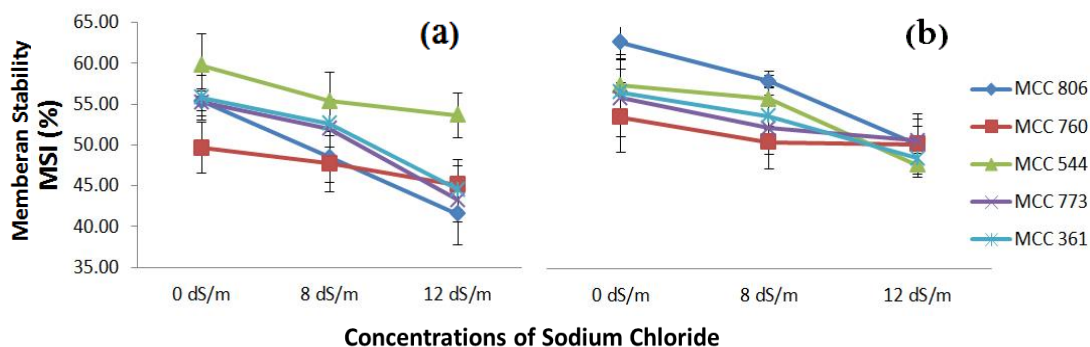 Memberan Stability
MSI (%)
65.00
60.00
55.00
50.00
45.00
40.00
35.00
(a)
0 dS/m
8 dS/m
12 dS/m
(b)
0 dS/m
8 dS/m
12 dS/m
MCC 806
MCC 760
MCC 544
MCC 773
MCC 361
Concentrations of Sodium Chloride